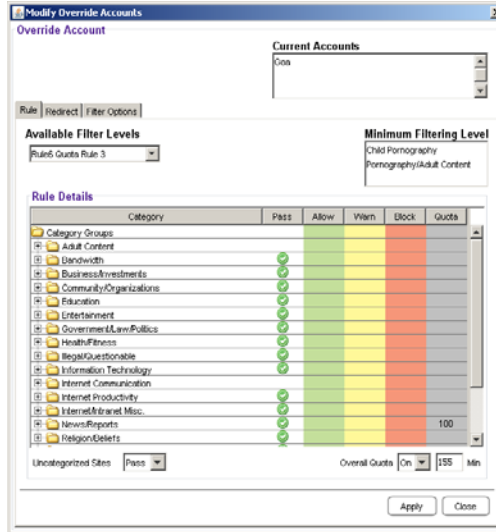 Modify Override Accounts
Override Account
Current Accounts
Goa
Rule Redirect Filter Options
Available Filter Levels
Minimum Filtering Level
Rule6 Quota Rule 3
Child Pornography
Pornography/Adult Content
Rule Details
Category Pass Allow Warn Block Quota
Category Groups
Adult Content
Bandwidth
Business/Investments
Community/Organizations
Education
Entertainment
Government/Law/Politics
Health/Fitness
Illegal/Questionable
Information Technology
Internet Communication
Internet Productivity
Internet/Intranet Misc.
News/Reports 100
Religion/Beliefs
Uncategorized Sites Pass Overall Quota On 155 Min
Apply Close